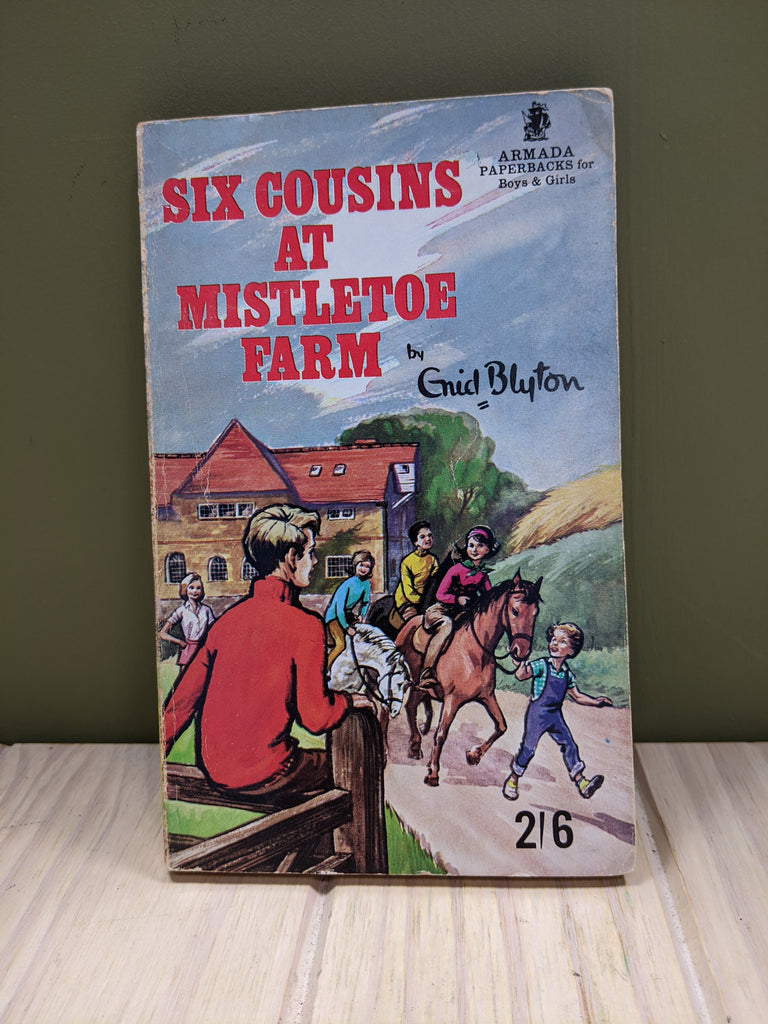 ARMADA
PAPERBACKS for
Boys & Girls
SIX COUSINS
AT
MISTLETOE
FARM
by
Enid Blyton
2/6